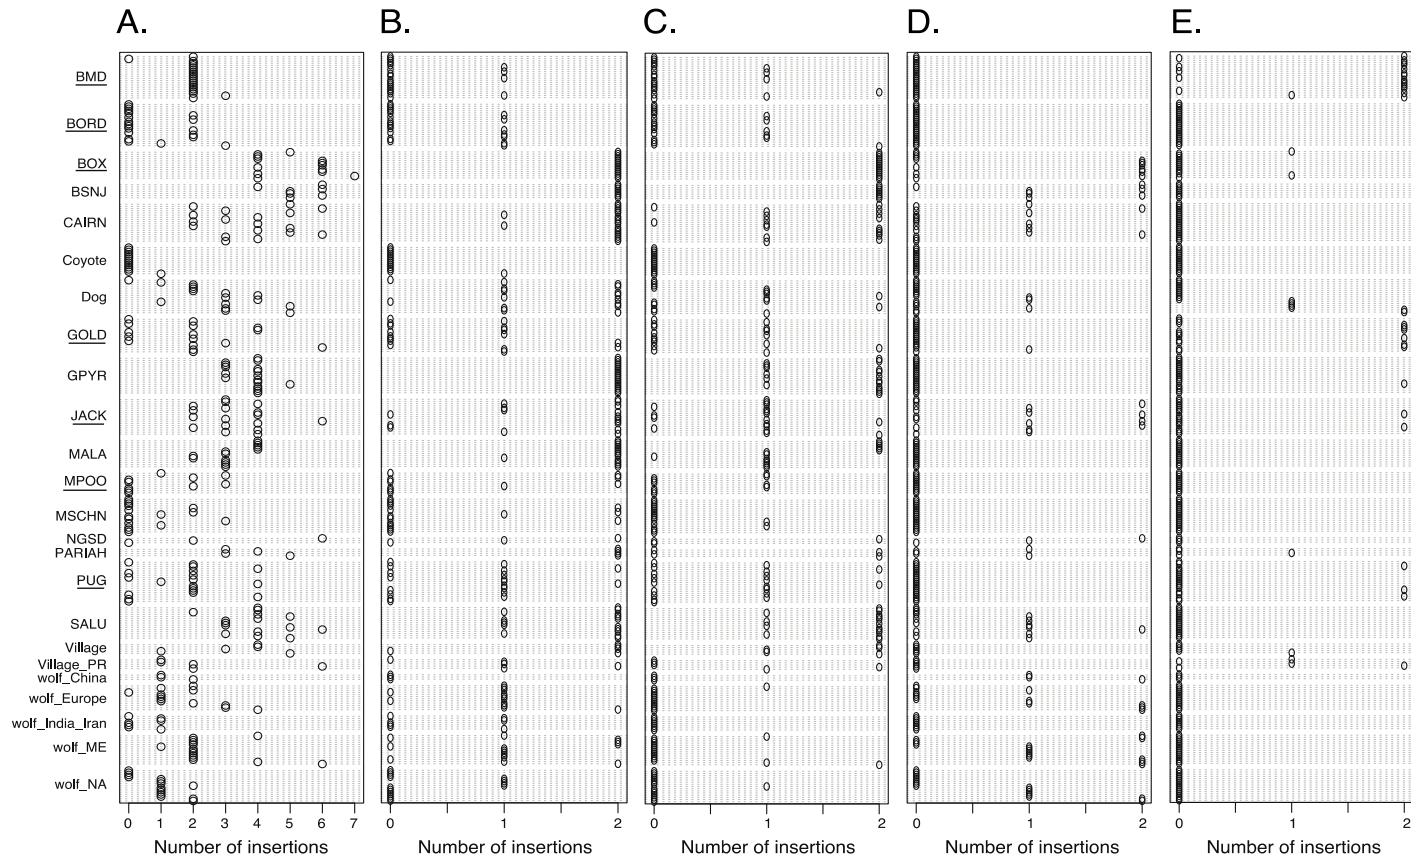 A. B. C. D. E.
BMD
BORD
BOX
BSNJ
CAIRN
Coyote
Dog
GOLD
GPYR
JACK
MALA
MPOO
MSCHN
NGSD
PARIAH
PUG
SALU
Village
Village_PR
wolf_China
wolf_Europe
wolf_India_Iran
wolf_ME
wolf_NA
0 1 2 3 4 5 6 7 0 1 2 0 1 2 0 1 2 0 1 2
Number of insertions Number of insertions Number of insertions Number of insertions Number of insertions